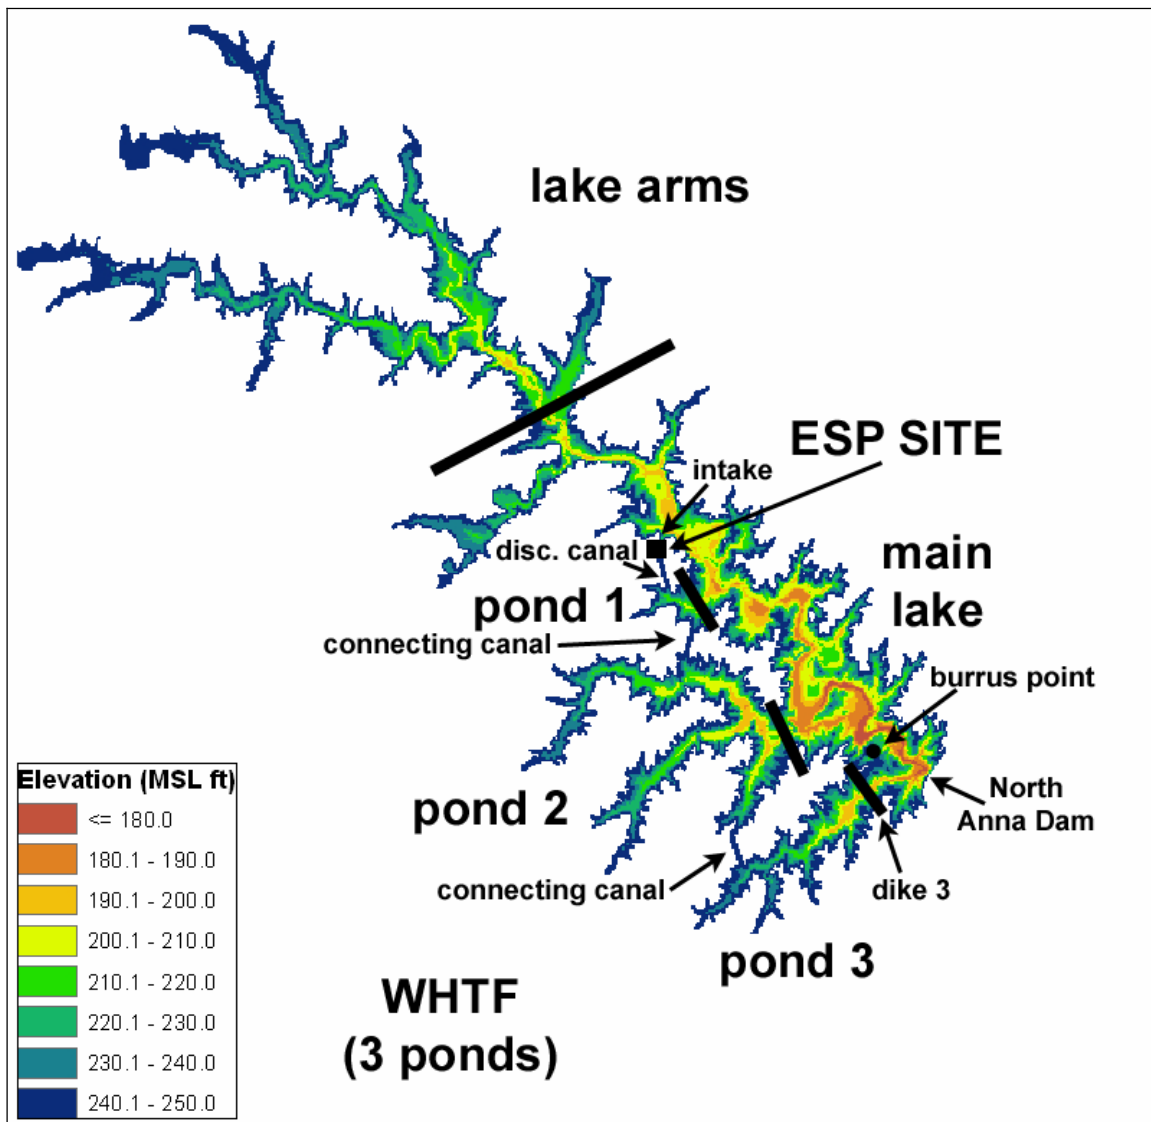 lake arms
ESP SITE
intake
disc. canal
main
lake
pond 1
connecting canal
burrus point
Elevation (MSL ft)
<= 180.0
180.1 - 190.0
190.1 - 200.0
200.1 - 210.0
210.1 - 220.0
220.1 - 230.0
230.1 - 240.0
240.1 - 250.0
pond 2
North
Anna Dam
connecting canal
dike 3
pond 3
WHTF
(3 ponds)